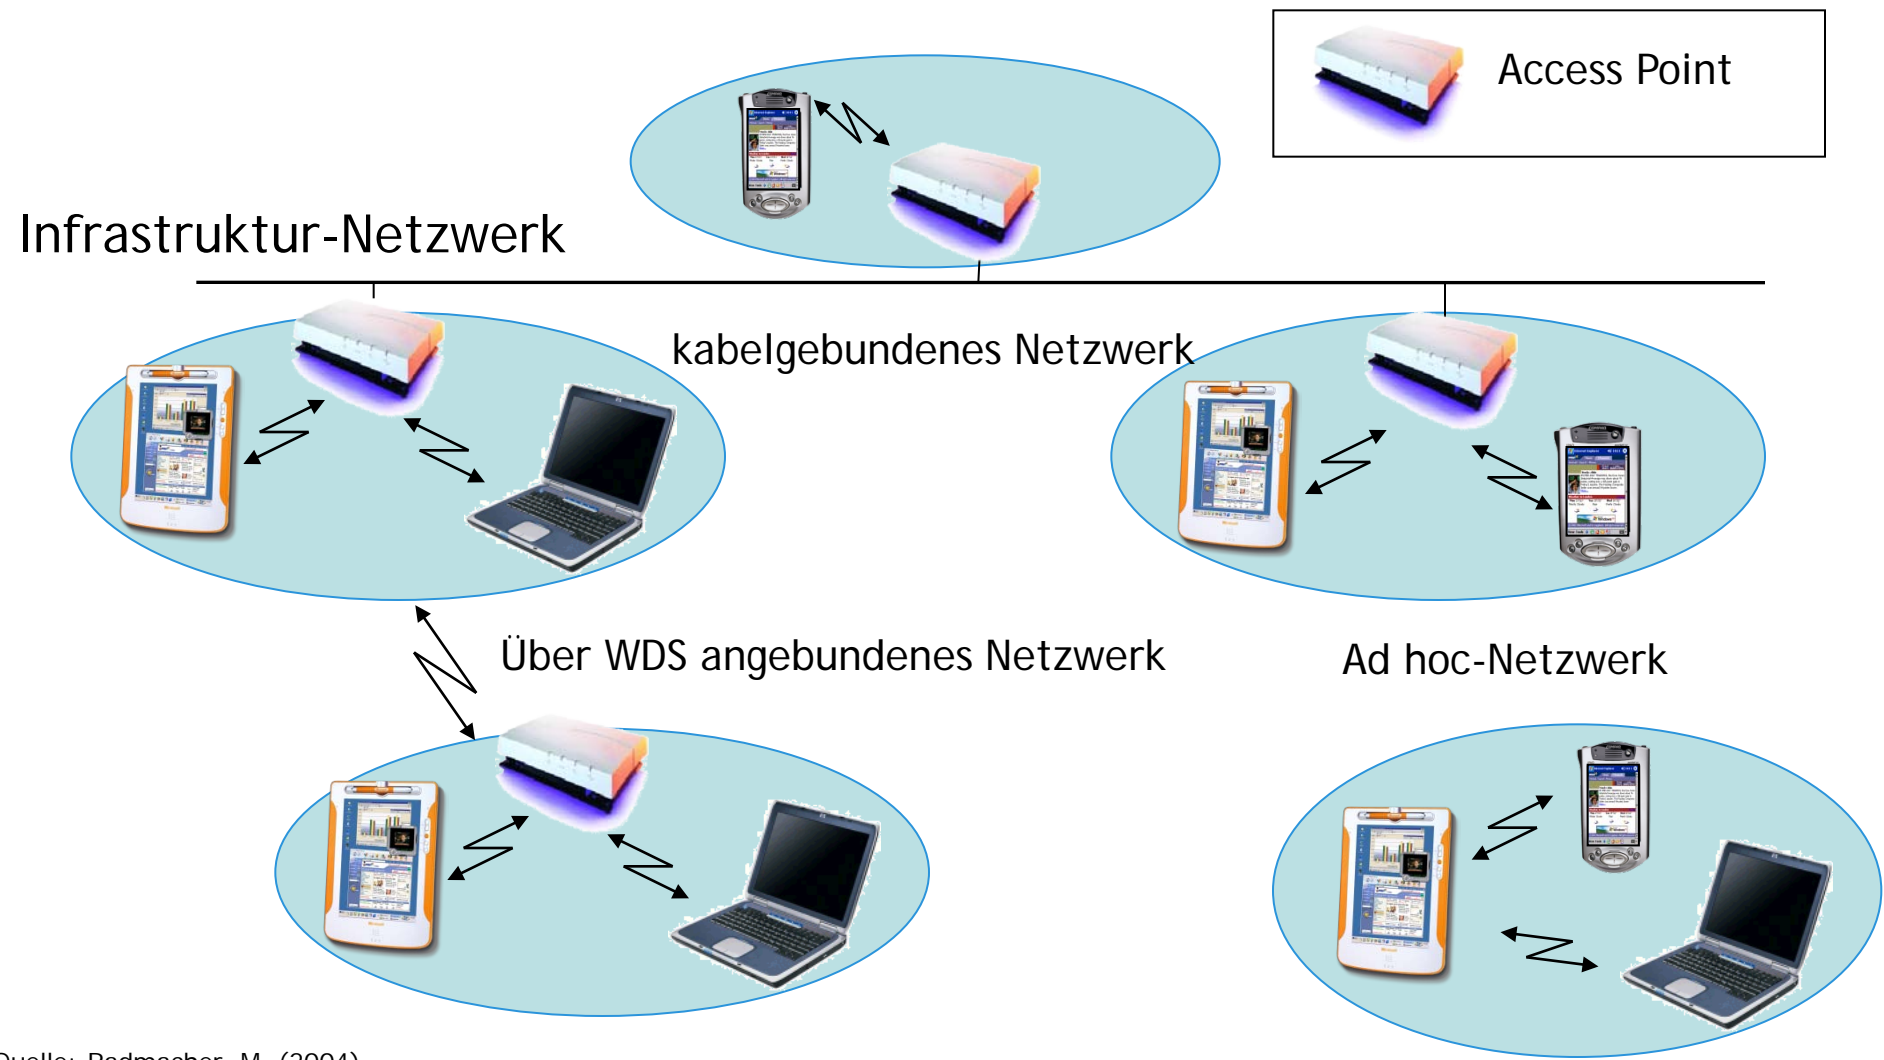 Access Point
Infrastruktur-Netzwerk
kabelgebundenes Netzwerk
Über WDS angebundenes Netzwerk
Ad hoc-Netzwerk